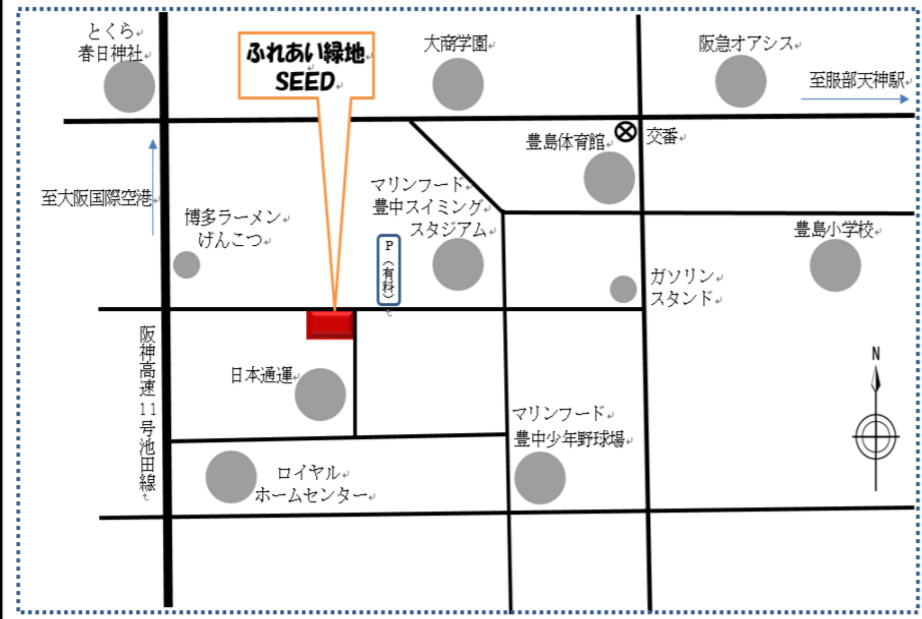 とくら
春日神社
ふれあい緑地
SEED
大商学園
阪急オアシス
至服部天神駅
豊島体育館
交番
至大阪国際空港
マリンフード
豊中スイミング
スタジアム
博多ラーメン
げんこつ
P(有料)
豊島小学校
ガソリン
スタンド
阪神高速11号池田線
日本通運
N
マリンフード
豊中少年野球場
ロイヤル
ホームセンター